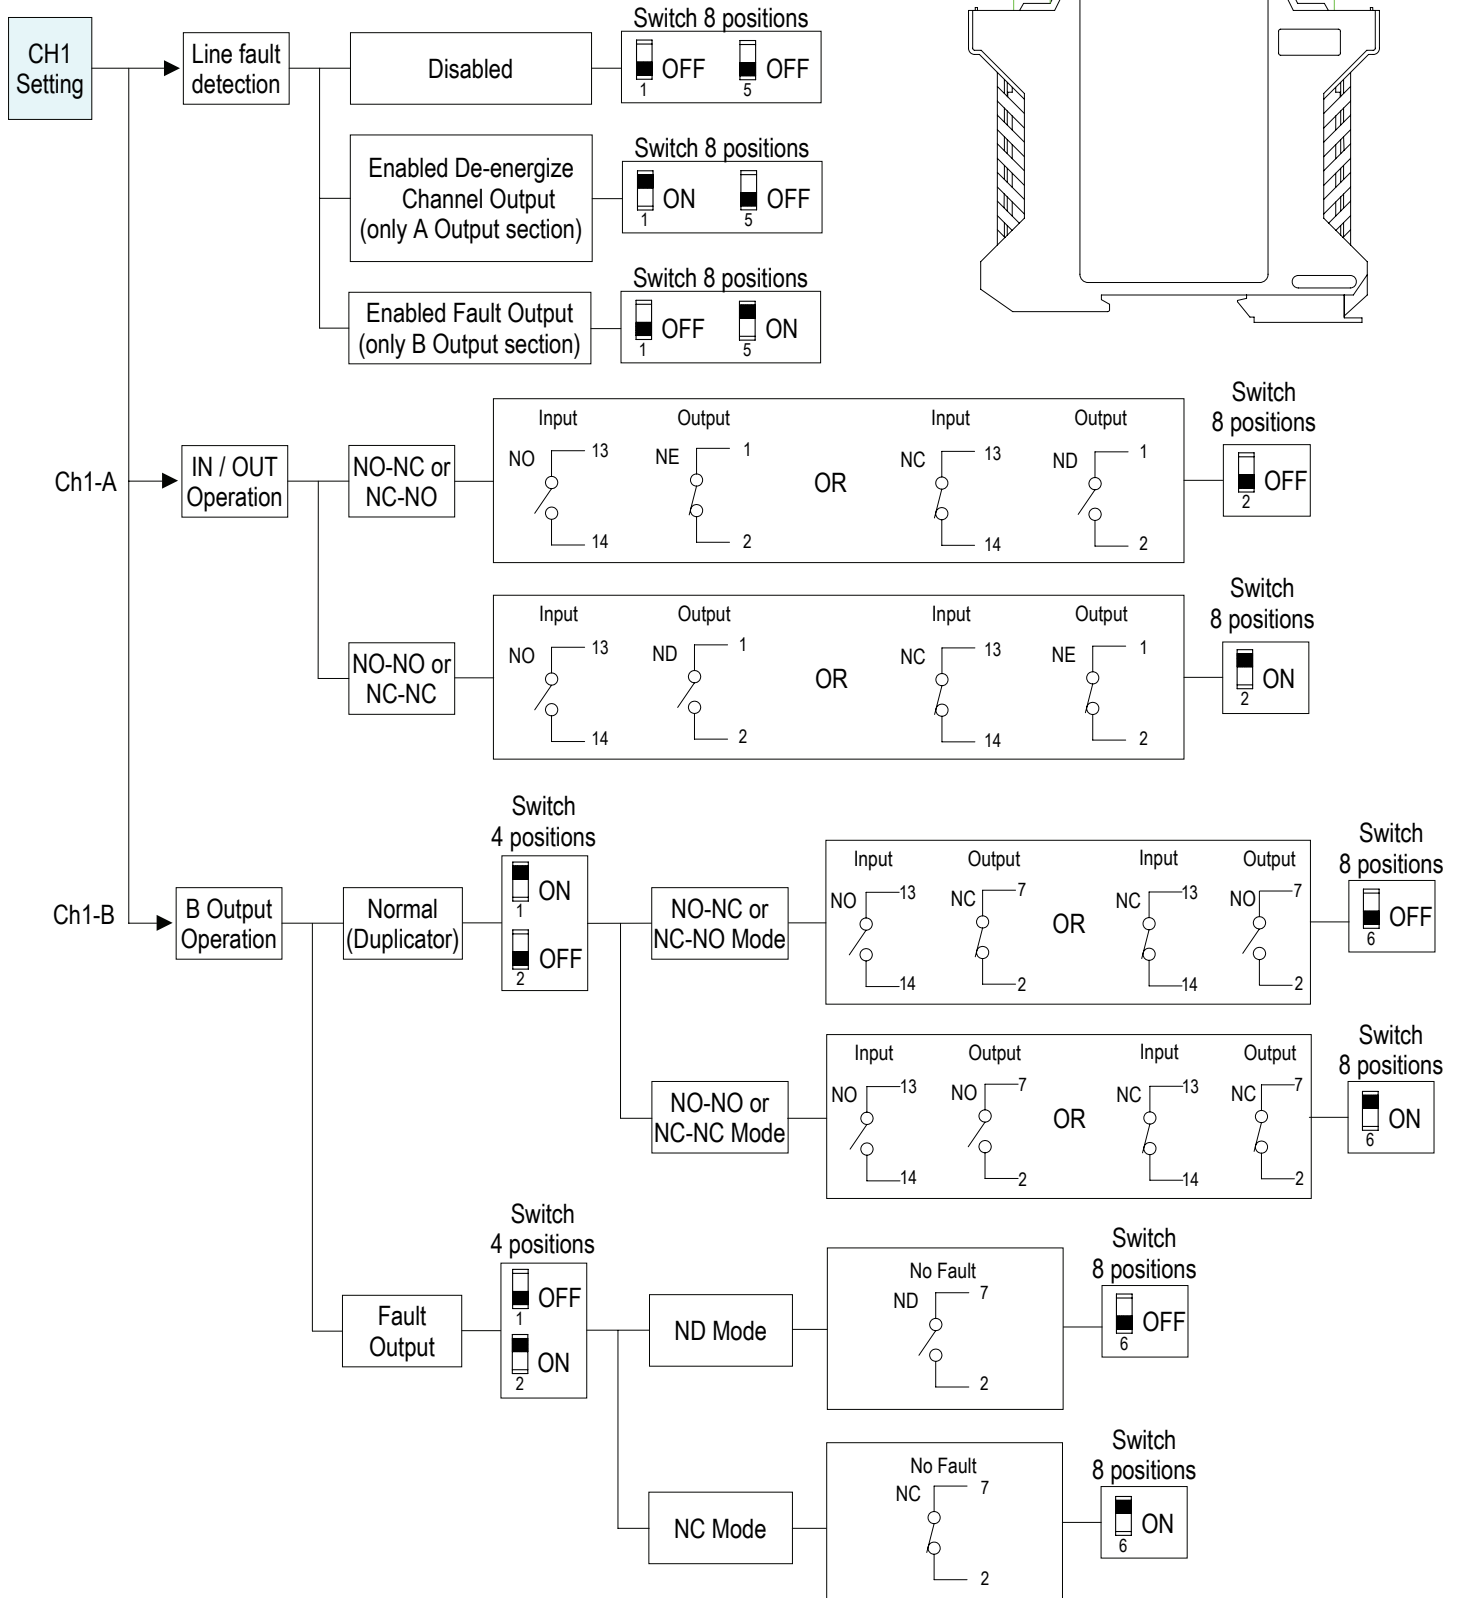 CH1
Setting
Line fault
detection
Disabled
Switch 8 positions
OFF OFF
1 5
Enabled De-energize
Channel Output
(only A Output section)
Switch 8 positions
ON OFF
1 5
Enabled Fault Output
(only B Output section)
Switch 8 positions
OFF ON
1 5
Ch1-A
IN / OUT
Operation
NO-NC or
NC-NO
Input Output Input Output
NO 13 NE 1 OR NC 13 ND 1
14 2 14 2
Switch
8 positions
OFF
2
NO-NO or
NC-NC
Input Output Input Output
NO 13 ND 1 OR NC 13 NE 1
14 2 14 2
Switch
8 positions
ON
2
Ch1-B
B Output
Operation
Normal
(Duplicator)
Switch
4 positions
ON
1
OFF
2
NO-NC or
NC-NO Mode
Input Output Input Output
NO 13 NC 7 OR NC 13 NO 7
14 2 14 2
Switch
8 positions
OFF
6
NO-NO or
NC-NC Mode
Input Output Input Output
NO 13 NO 7 OR NC 13 NC 7
14 2 14 2
Switch
8 positions
ON
6
Fault
Output
Switch
4 positions
OFF
1
ON
2
ND Mode
No Fault
ND 7
2
Switch
8 positions
OFF
6
NC Mode
No Fault
NC 7
2
Switch
8 positions
ON
6